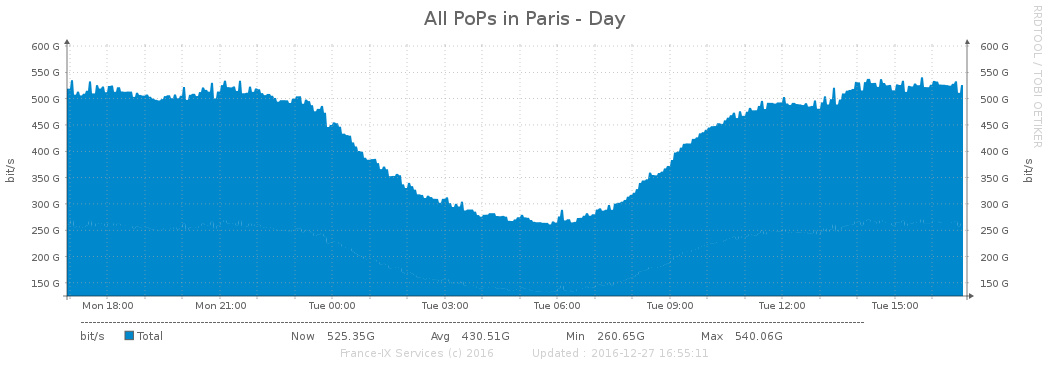 All PoPs in Paris - Day
RRDTOOL / TOBI OETIKER
600 G 600 G
550 G 550 G
500 G 500 G
450 G 450 G
400 G 400 G
350 G 350 G
300 G 300 G
250 G 250 G
200 G 200 G
150 G 150 G
bit/s bit/s
Mon 18:00 Mon 21:00 Tue 00:00 Tue 03:00 Tue 06:00 Tue 09:00 Tue 12:00 Tue 15:00
bit/s Total Now 525.35G Avg 430.51G Min 260.65G Max 540.06G
France-IX Services (c) 2016 Updated : 2016-12-27 16:55:11